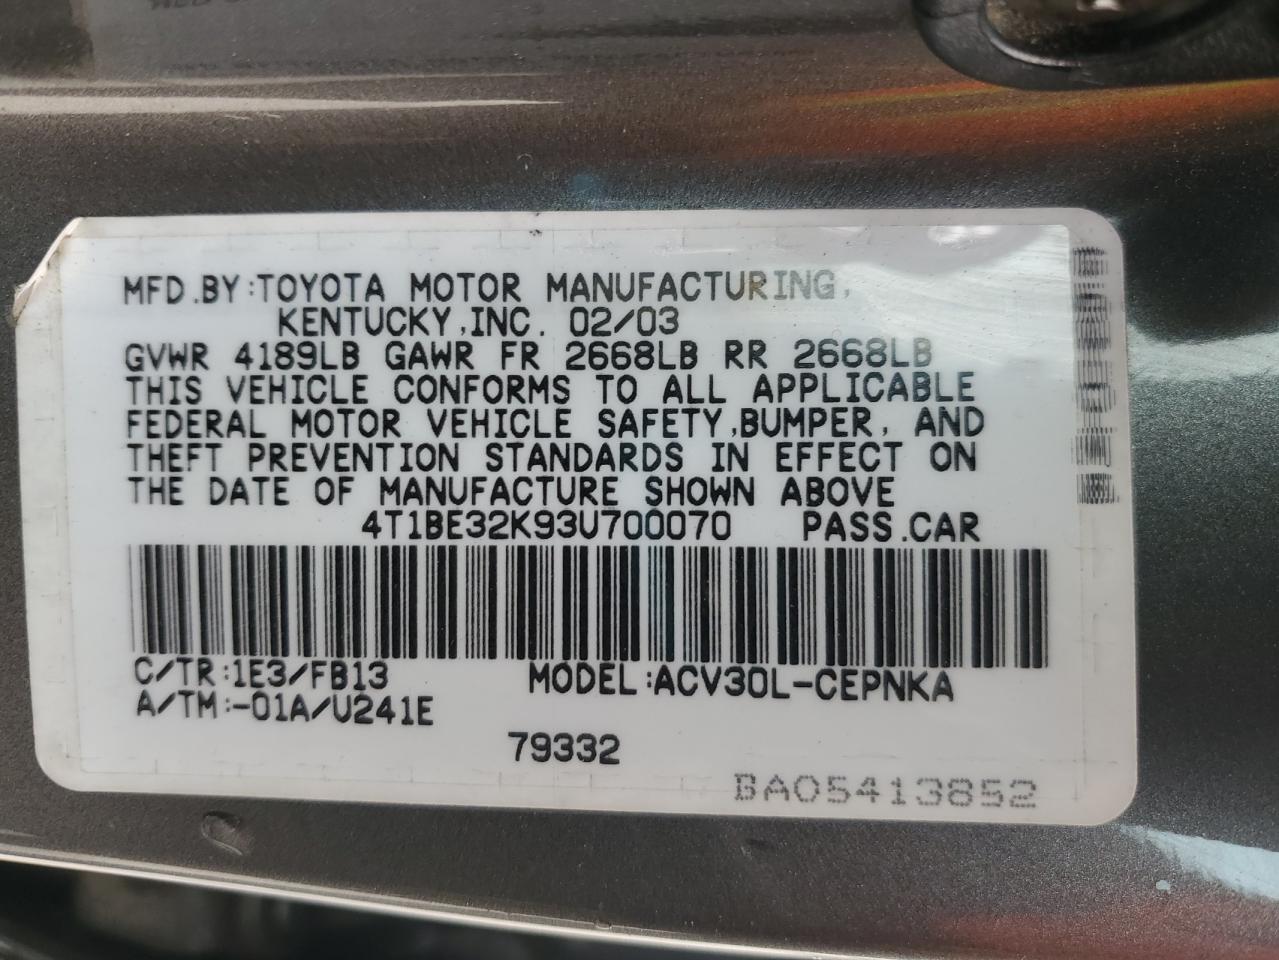 MFD.BY:TOYOTA MOTOR MANUFACTURING,
KENTUCKY,INC. 02/03
GVWR 4189LB GAWR FR 2668LB RR 2668LB
THIS VEHICLE CONFORMS TO ALL APPLICABLE
FEDERAL MOTOR VEHICLE SAFETY,BUMPER, AND
THEFT PREVENTION STANDARDS IN EFFECT ON
THE DATE OF MANUFACTURE SHOWN ABOVE
4T1BE32K93U700070 PASS.CAR
C/TR:1E3/FB13 MODEL:ACV30L-CEPNKA
A/TM:-01A/U241E
79332
BA05413852